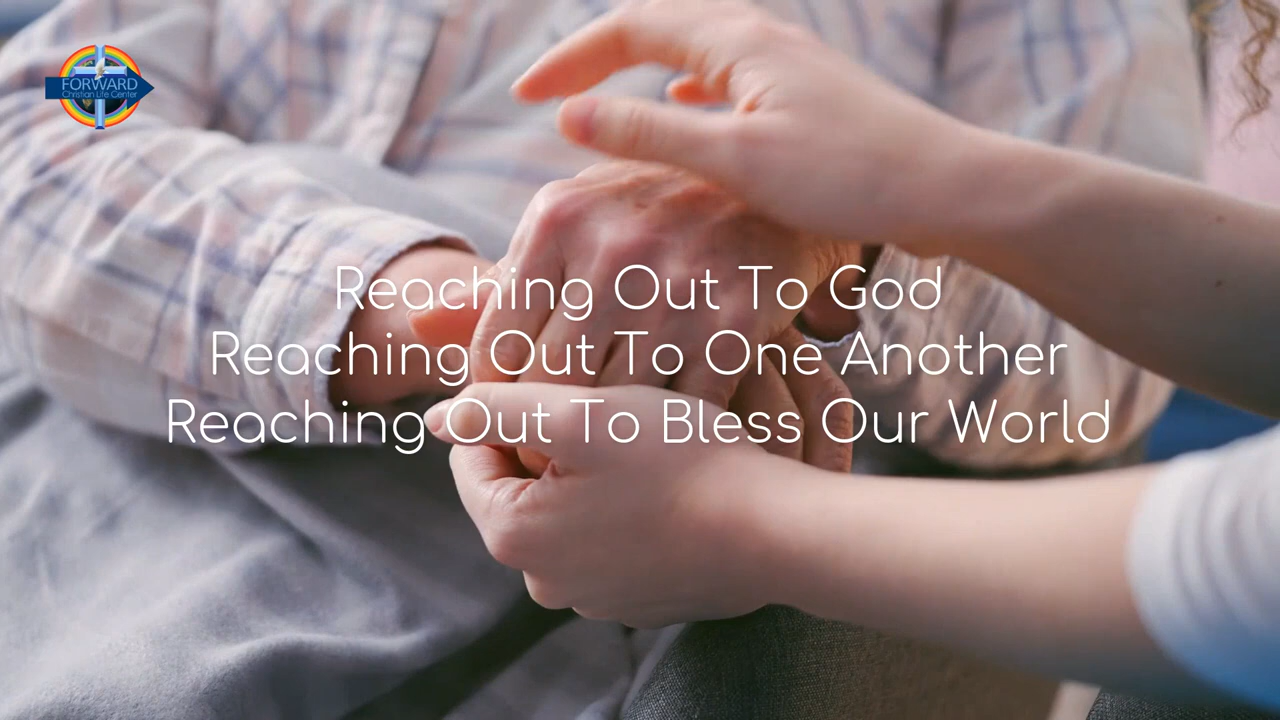 FORWARD
Christian Life Center
Reaching Out To God
Reaching Out To One Another
Reaching Out To Bless Our World